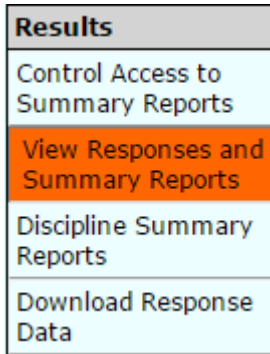 Results
Control Access to
Summary Reports
View Responses and
Summary Reports
Discipline Summary
Reports
Download Response
Data